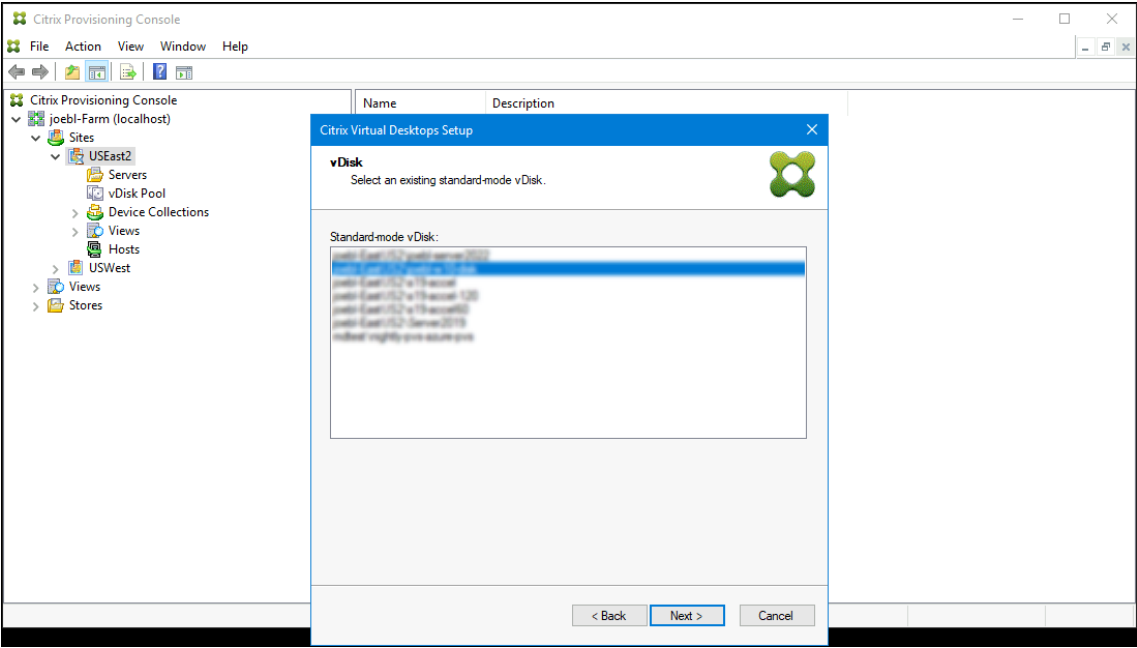 Citrix Provisioning Console
File Action View Window Help
Citrix Provisioning Console
joebl-Farm (localhost)
Sites
USEast2
Servers
vDisk Pool
Device Collections
Views
Hosts
USWest
Views
Stores
Name Description
Citrix Virtual Desktops Setup
vDisk
Select an existing standard-mode vDisk.
Standard-mode vDisk:
< Back Next > Cancel